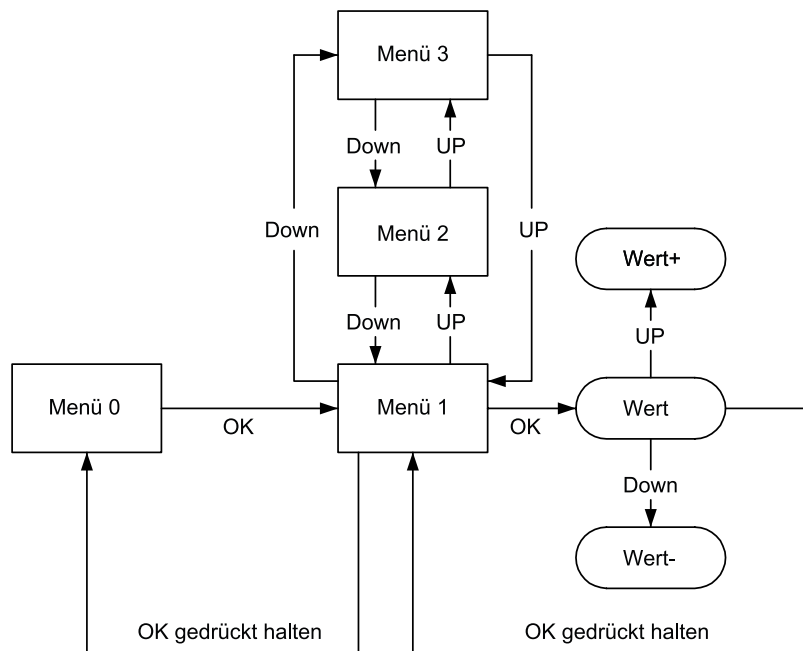 Menü 3
Down
UP
Down
Menü 2
UP
Wert+
Down
UP
UP
Menü 0
OK
Menü 1
OK
Wert
Down
Wert-
OK gedrückt halten
OK gedrückt halten